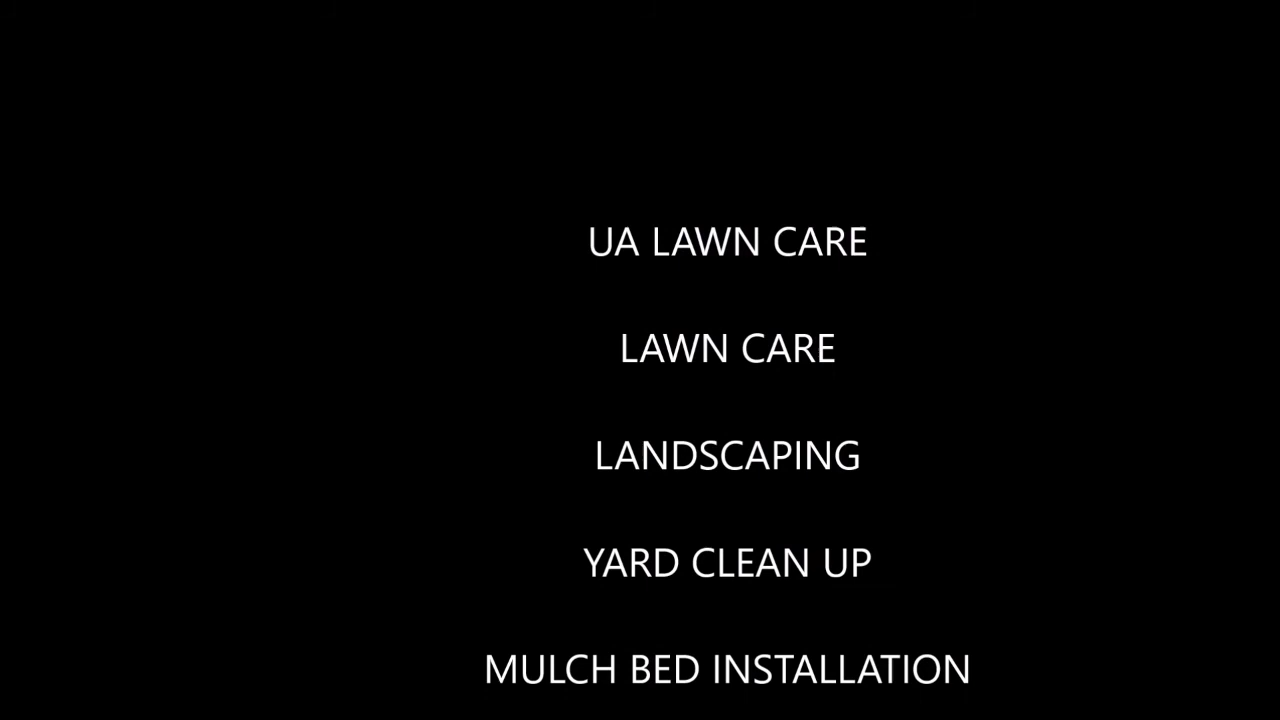 UA LAWN CARE
LAWN CARE
LANDSCAPING
YARD CLEAN UP
MULCH BED INSTALLATION